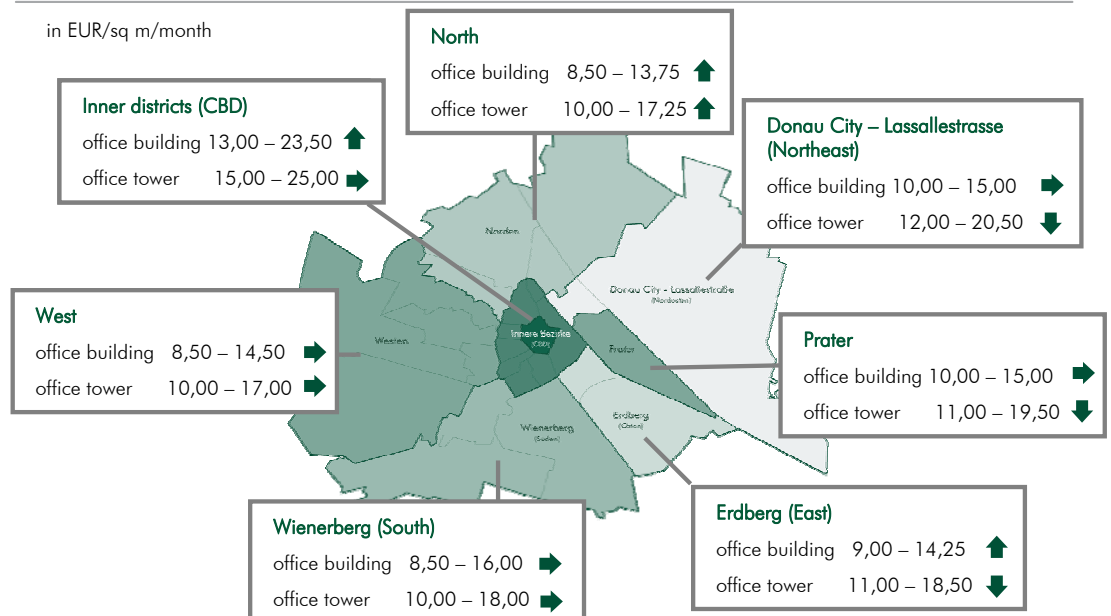 in EUR/sq m/month
North
office building 8,50 – 13,75
office tower 10,00 – 17,25
Inner districts (CBD)
office building 13,00 – 23,50
office tower 15,00 – 25,00
Donau City – Lassallestrasse
(Northeast)
office building 10,00 – 15,00
office tower 12,00 – 20,50
West
office building 8,50 – 14,50
office tower 10,00 – 17,00
Prater
office building 10,00 – 15,00
office tower 11,00 – 19,50
Wienerberg (South)
office building 8,50 – 16,00
office tower 10,00 – 18,00
Erdberg (East)
office building 9,00 – 14,25
office tower 11,00 – 18,50
Norden
Donau City - Lassallestraße
(Nordosten)
Innere Bezirke
(CBD)
Westen
Prater
Erdberg
(Osten)
Wienerberg
(Süden)